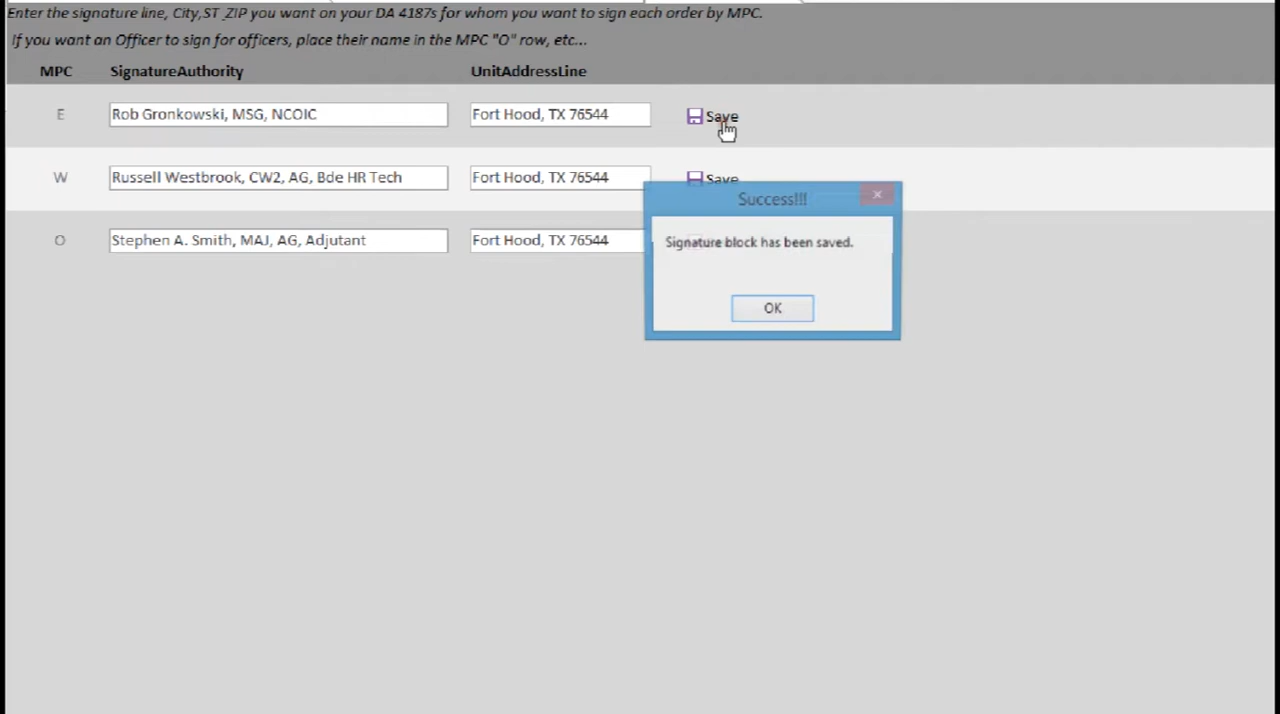 Enter the signature line, City,ST_ZIP you want on your DA 4187s for whom you want to sign each order by MPC.
If you want an Officer to sign for officers, place their name in the MPC "O" row, etc...
MPC SignatureAuthority UnitAddressLine
E Rob Gronkowski, MSG, NCOIC Fort Hood, TX 76544 Save
W Russell Westbrook, CW2, AG, Bde HR Tech Fort Hood, TX 76544 Save
Success!!!
O Stephen A. Smith, MAJ, AG, Adjutant Fort Hood, TX 76544
Signature block has been saved.
OK